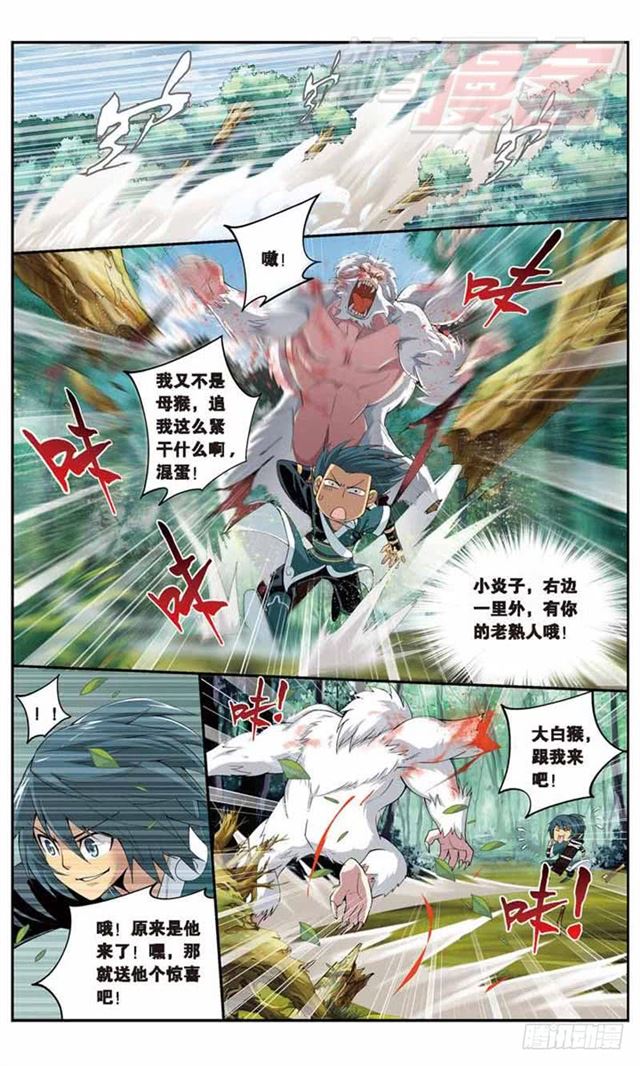 漫客
嗷！
我又不是
母猴，追
我这么紧
干什么啊，
混蛋！
咔
咔
咔
小炎子，右边
一里外，有你
的老熟人哦！
！！
咔！
大白猴，
跟我来
吧！
哦！原来是他
来了！嘿，那
就送他个惊喜
吧！
咔！
腾讯动漫